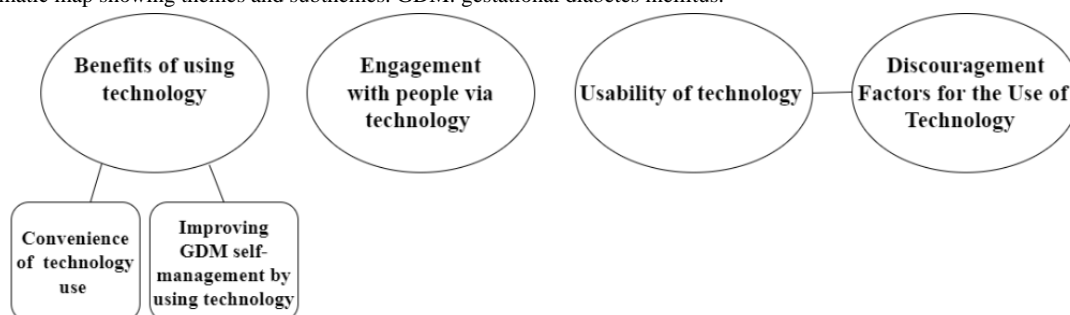 matic map showing themes and subthemes. GDM: gestational diabetes mellitus.
Benefits of using
technology
Engagement
with people via
technology
Usability of technology
Discouragement
Factors for the Use of
Technology
Convenience
of technology
use
Improving
GDM self-
management by
using technology